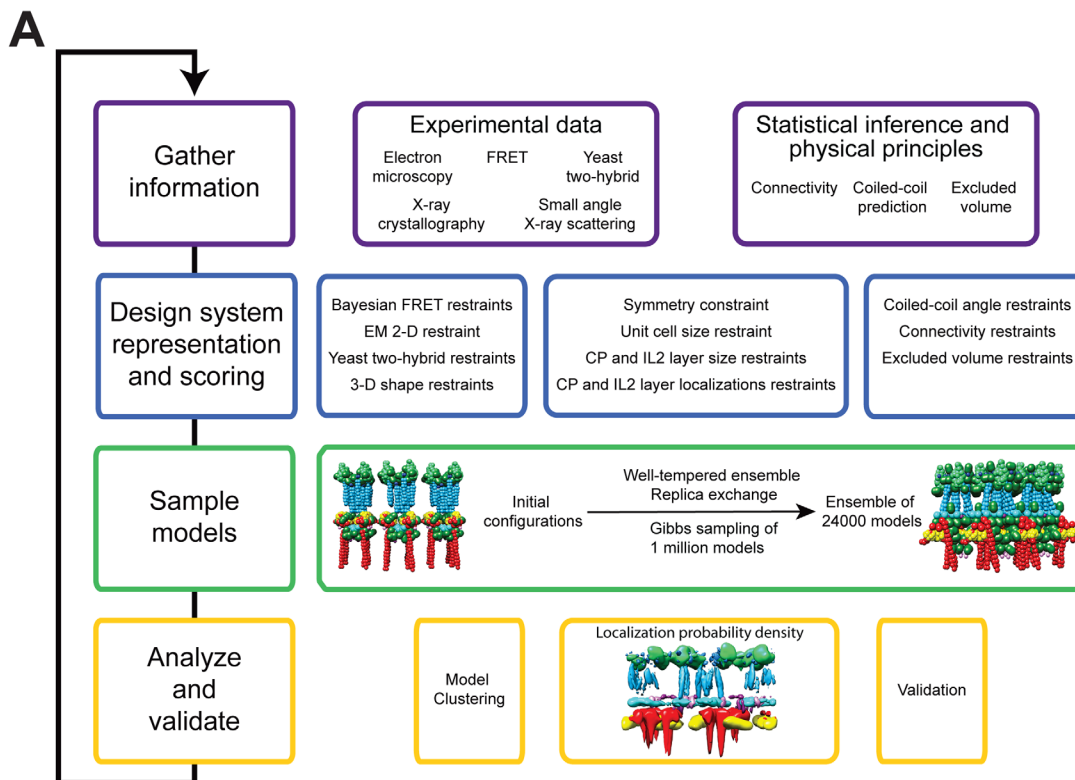 A
Gather
information
Experimental data
Electron
microscopy
FRET
Yeast
two-hybrid
X-ray
crystallography
Small angle
X-ray scattering
Statistical inference and
physical principles
Connectivity
Coiled-coil
prediction
Excluded
volume
Design system
representation
and scoring
Bayesian FRET restraints
EM 2-D restraint
Yeast two-hybrid restraints
3-D shape restraints
Symmetry constraint
Unit cell size restraint
CP and IL2 layer size restraints
CP and IL2 layer localizations restraints
Coiled-coil angle restraints
Connectivity restraints
Excluded volume restraints
Sample
models
Initial
configurations
Well-tempered ensemble
Replica exchange
Gibbs sampling of
1 million models
Ensemble of
24000 models
Analyze
and
validate
Model
Clustering
Localization probability density
Validation